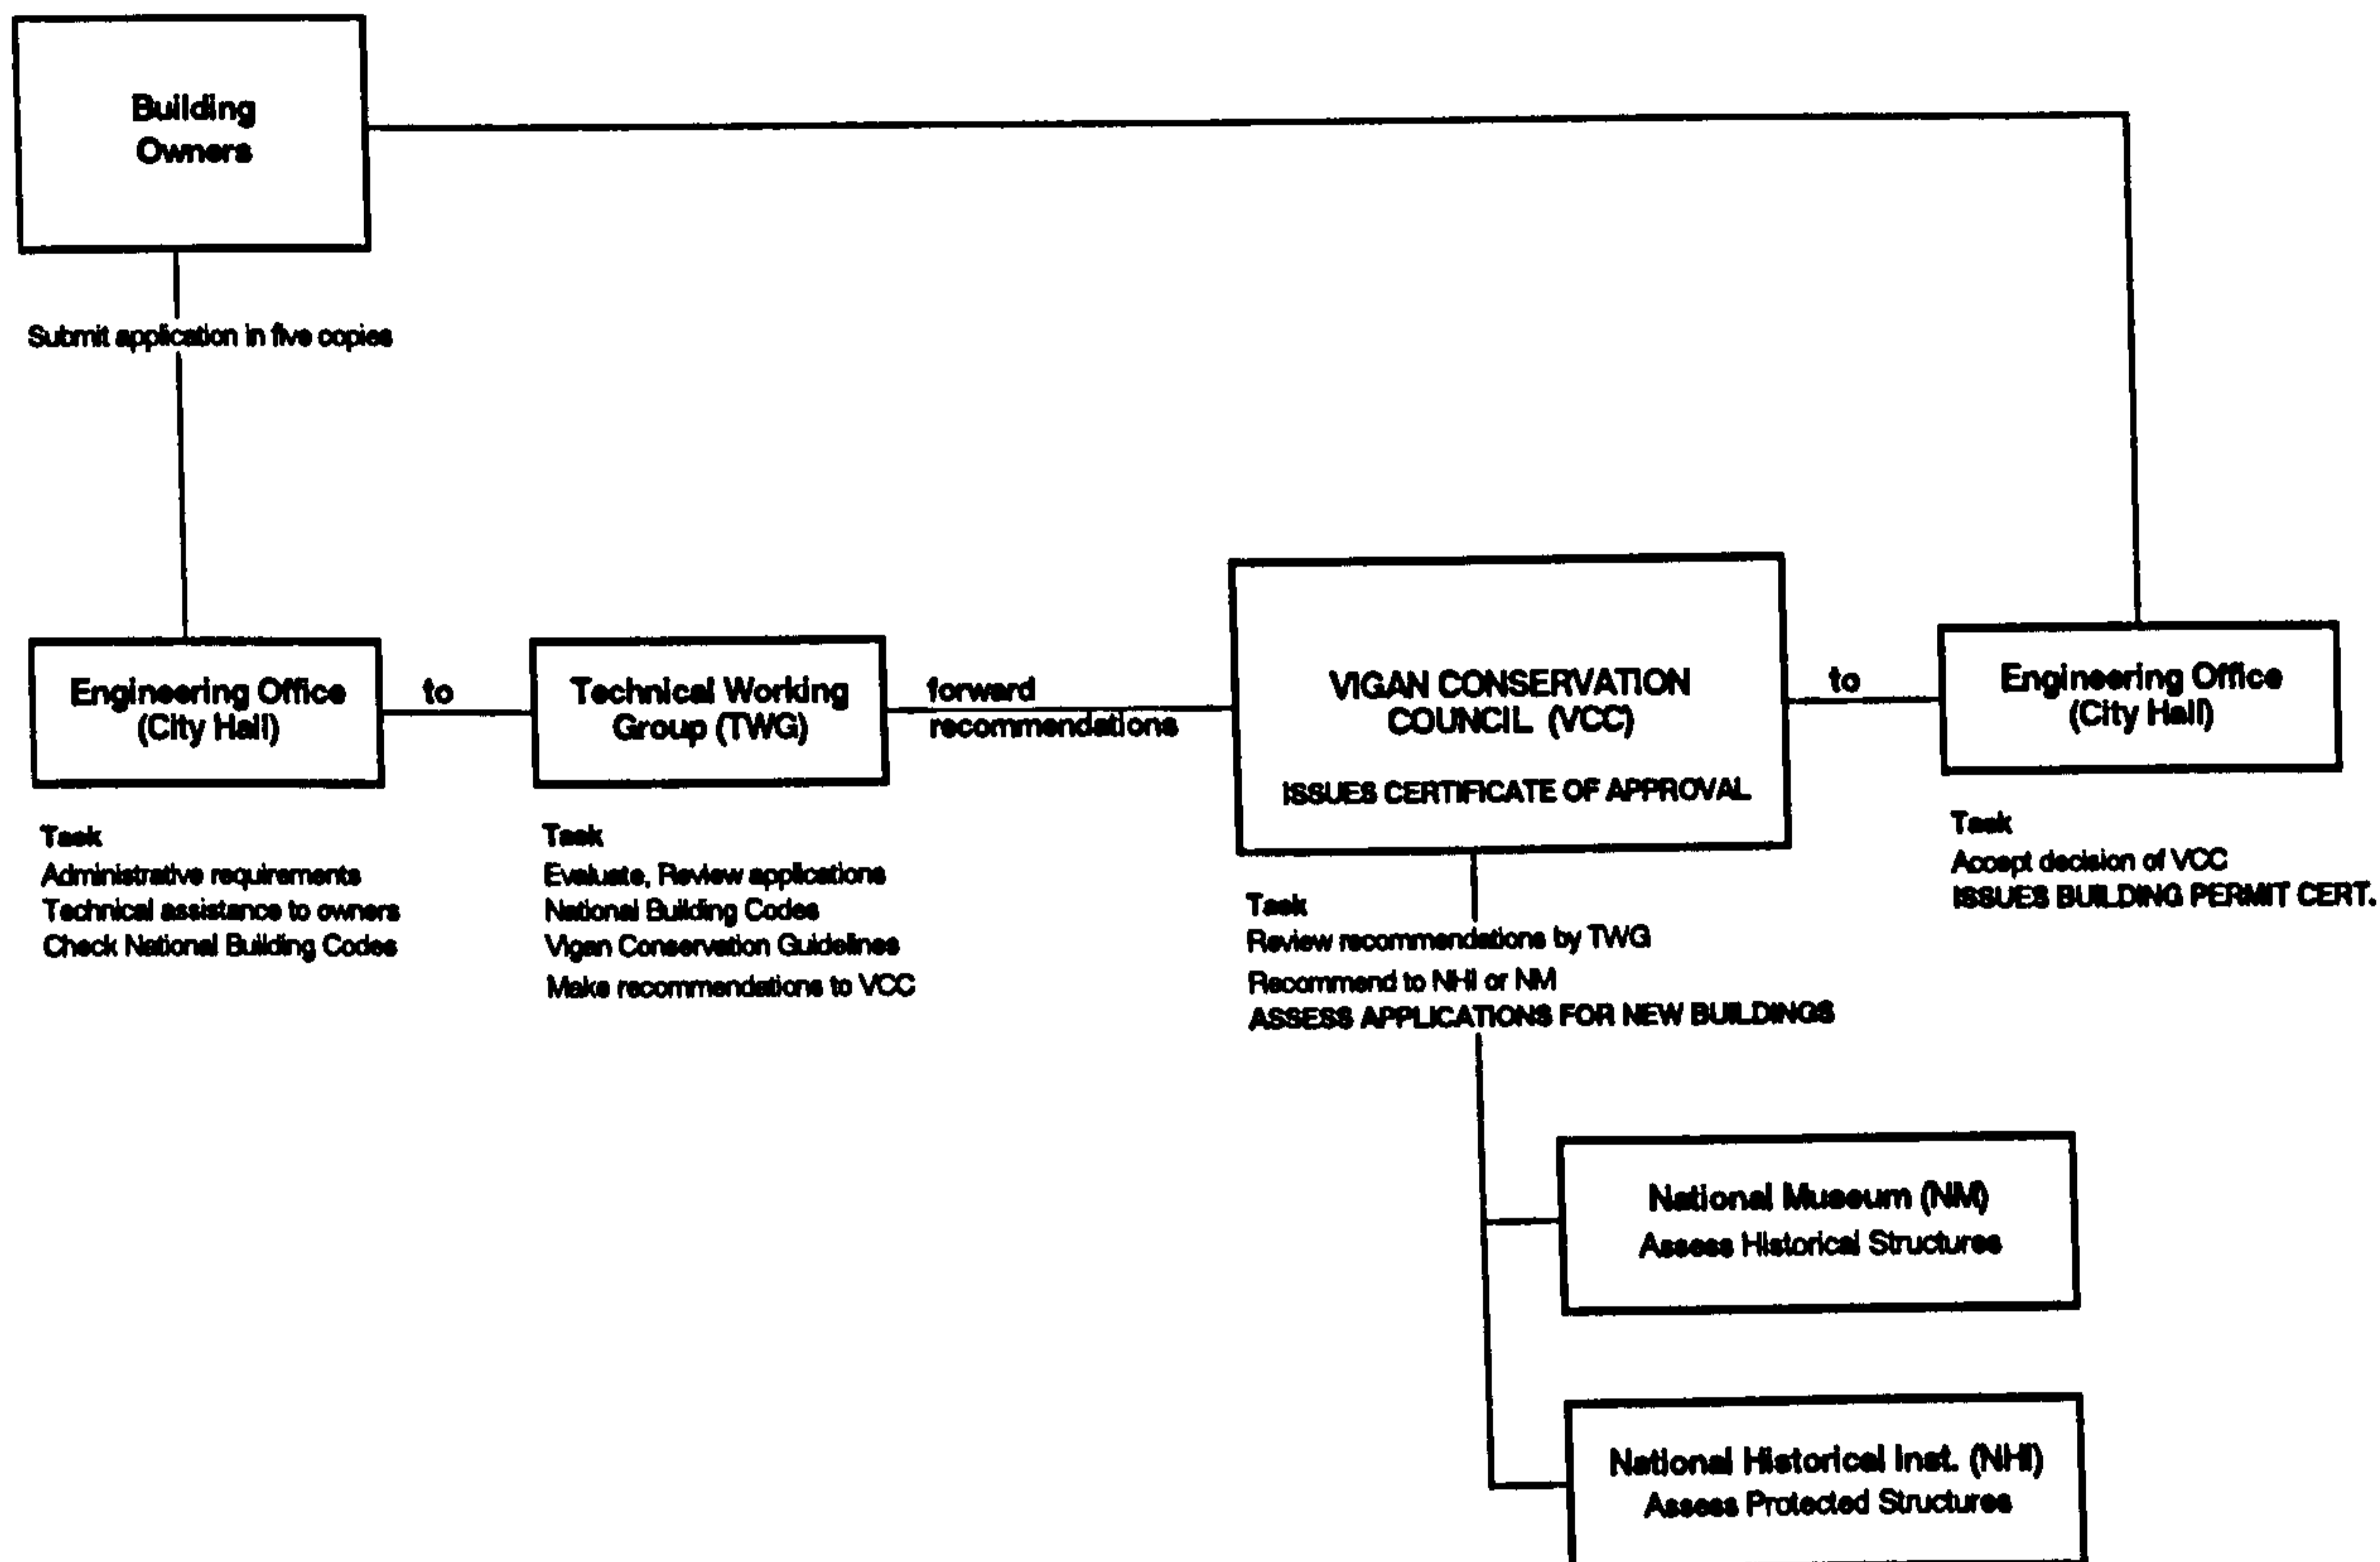 Building
Owners
Submit application in five copies
Engineering Office
(City Hall)
to
Technical Working
Group (TWG)
forward
recommendations
VIGAN CONSERVATION
COUNCIL (VCC)
ISSUES CERTIFICATE OF APPROVAL
to
Engineering Office
(City Hall)
Task
Administrative requirements
Technical assistance to owners
Check National Building Codes
Task
Evaluate, Review applications
National Building Codes
Vigan Conservation Guidelines
Make recommendations to VCC
Task
Review recommendations by TWG
Recommend to NHI or NM
ASSESS APPLICATIONS FOR NEW BUILDINGS
Task
Accept decision of VCC
ISSUES BUILDING PERMIT CERT.
National Museum (NM)
Assess Historical Structures
National Historical Inst. (NHI)
Assess Protected Structures